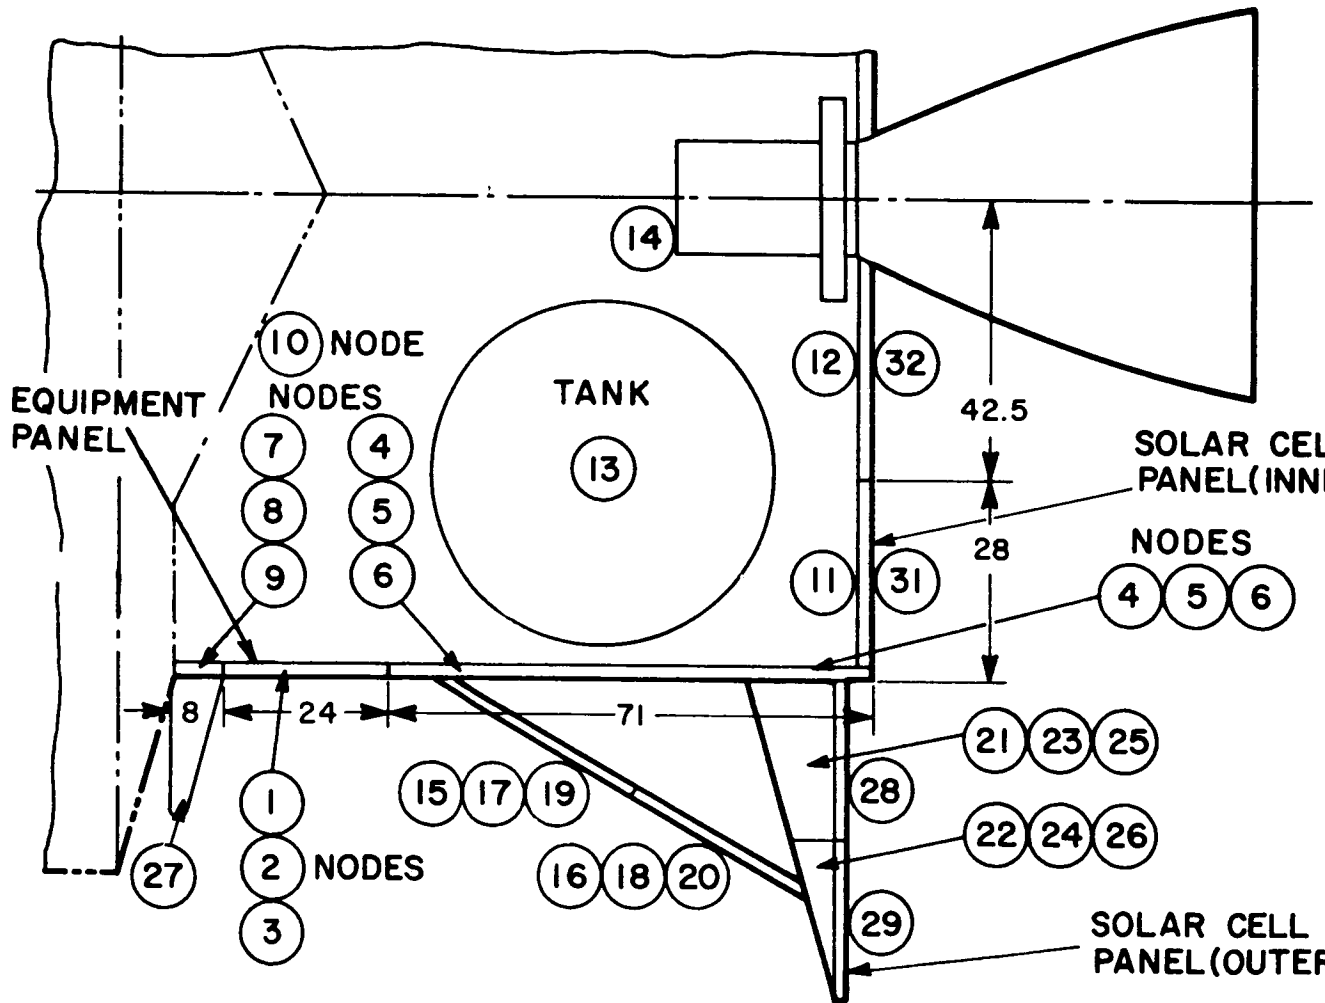 14
10 NODE
12 32
TANK
42.5
EQUIPMENT
PANEL
NODES
7 4
8 5
9 6
13
SOLAR CEL
PANEL(INN
28
NODES
4 5 6
11 31
8 24 71
21 23 25
15 17 19
28
1
22 24 26
2 NODES
27
16 18 20
3
29
SOLAR CELL
PANEL(OUTER